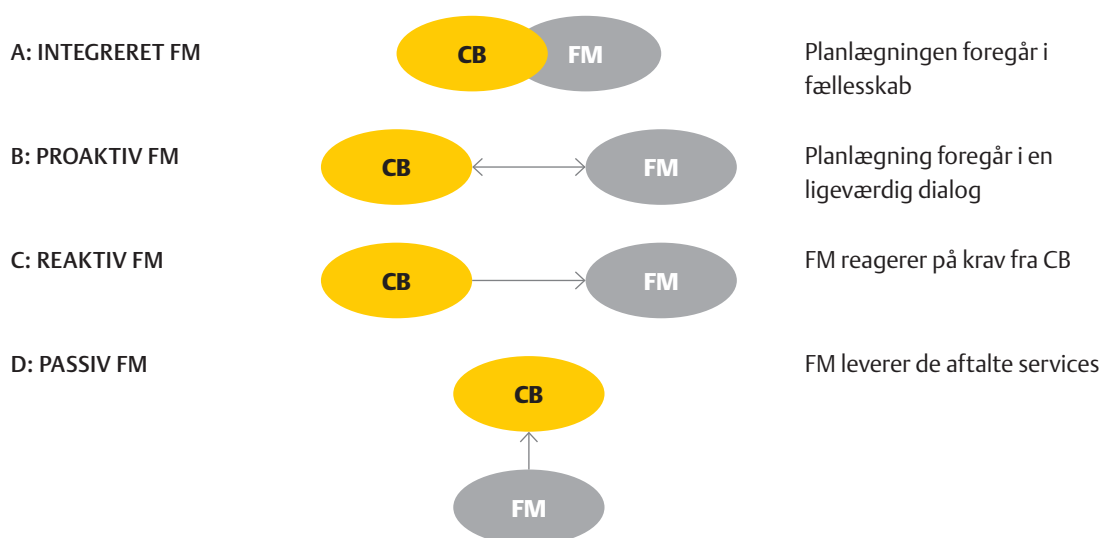 A: INTEGRERET FM
CB
FM
Planlægningen foregår i
fællesskab
B: PROAKTIV FM
CB
FM
Planlægning foregår i en
ligeværdig dialog
C: REAKTIV FM
CB
FM
FM reagerer på krav fra CB
D: PASSIV FM
CB
FM
FM leverer de aftalte services